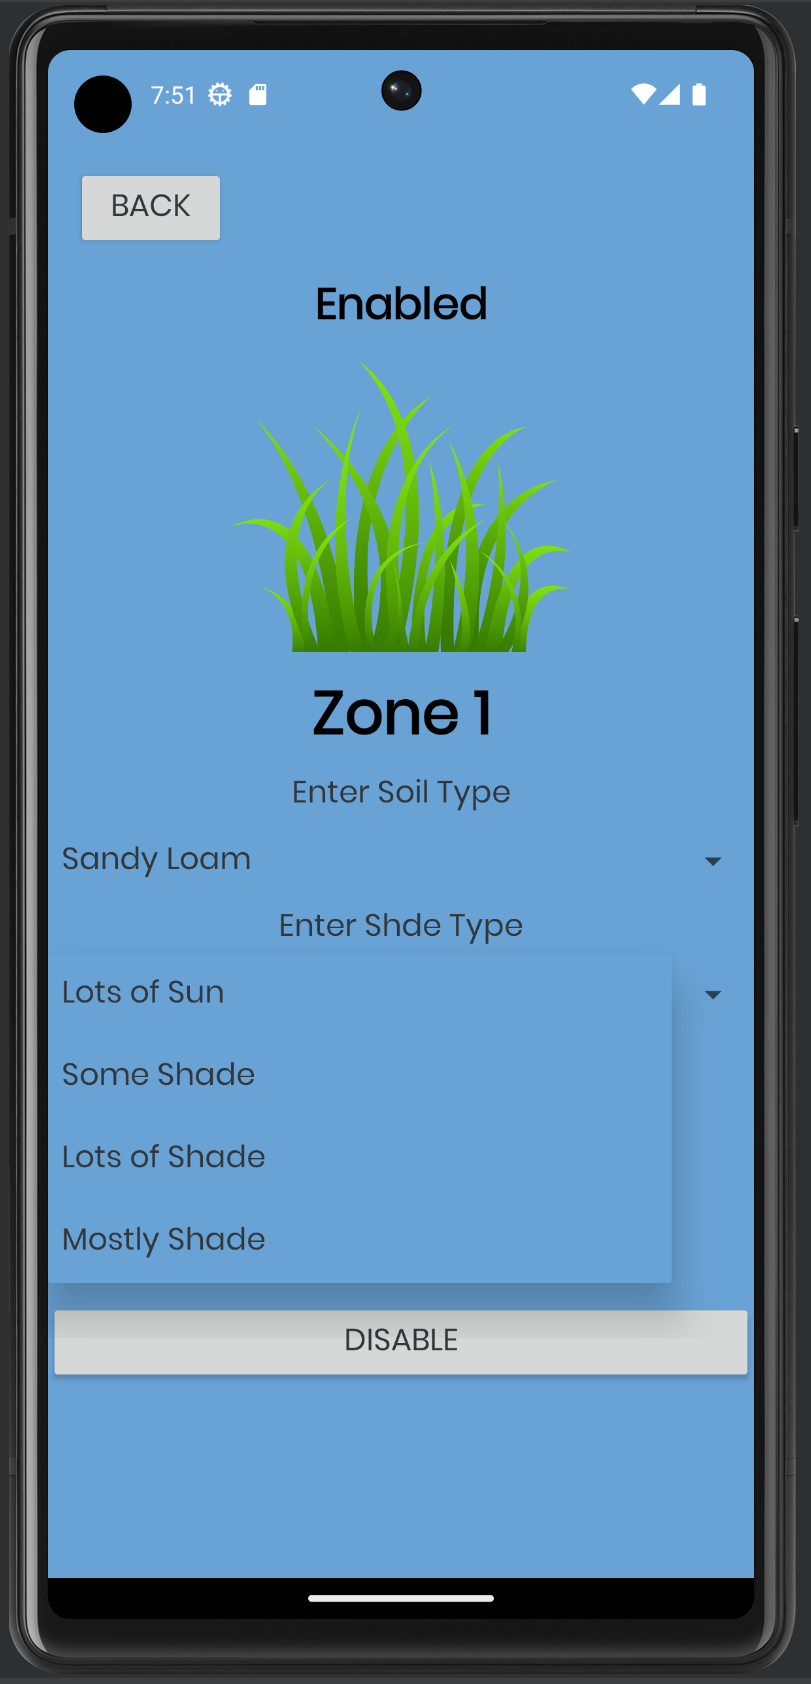 7:51
BACK
Enabled
Zone 1
Enter Soil Type
Sandy Loam
Enter Shde Type
Lots of Sun
Some Shade
Lots of Shade
Mostly Shade
DISABLE